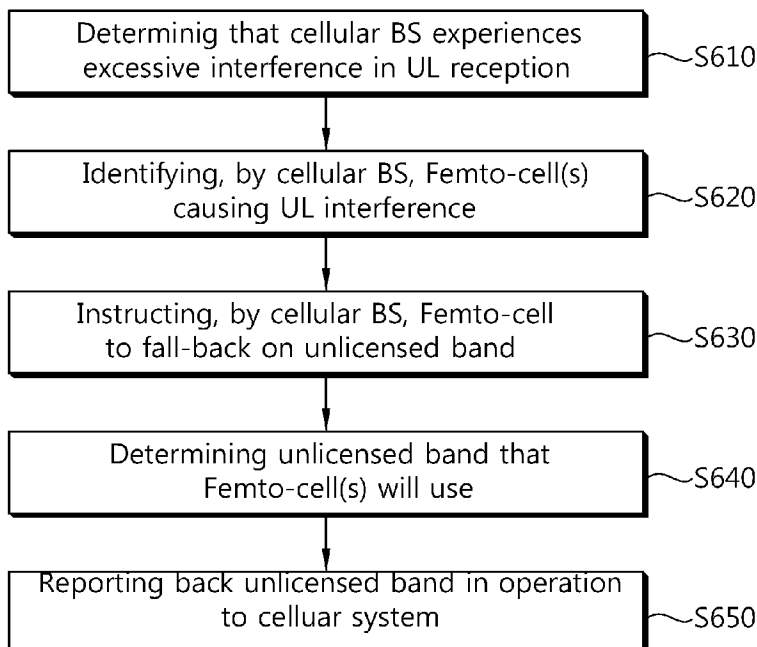 Determinig that cellular BS experiences
excessive interference in UL reception
S610
Identifying, by cellular BS, Femto-cell(s)
causing UL interference
S620
Instructing, by cellular BS, Femto-cell
to fall-back on unlicensed band
S630
Determining unlicensed band that
Femto-cell(s) will use
S640
Reporting back unlicensed band in operation
to celluar system
S650